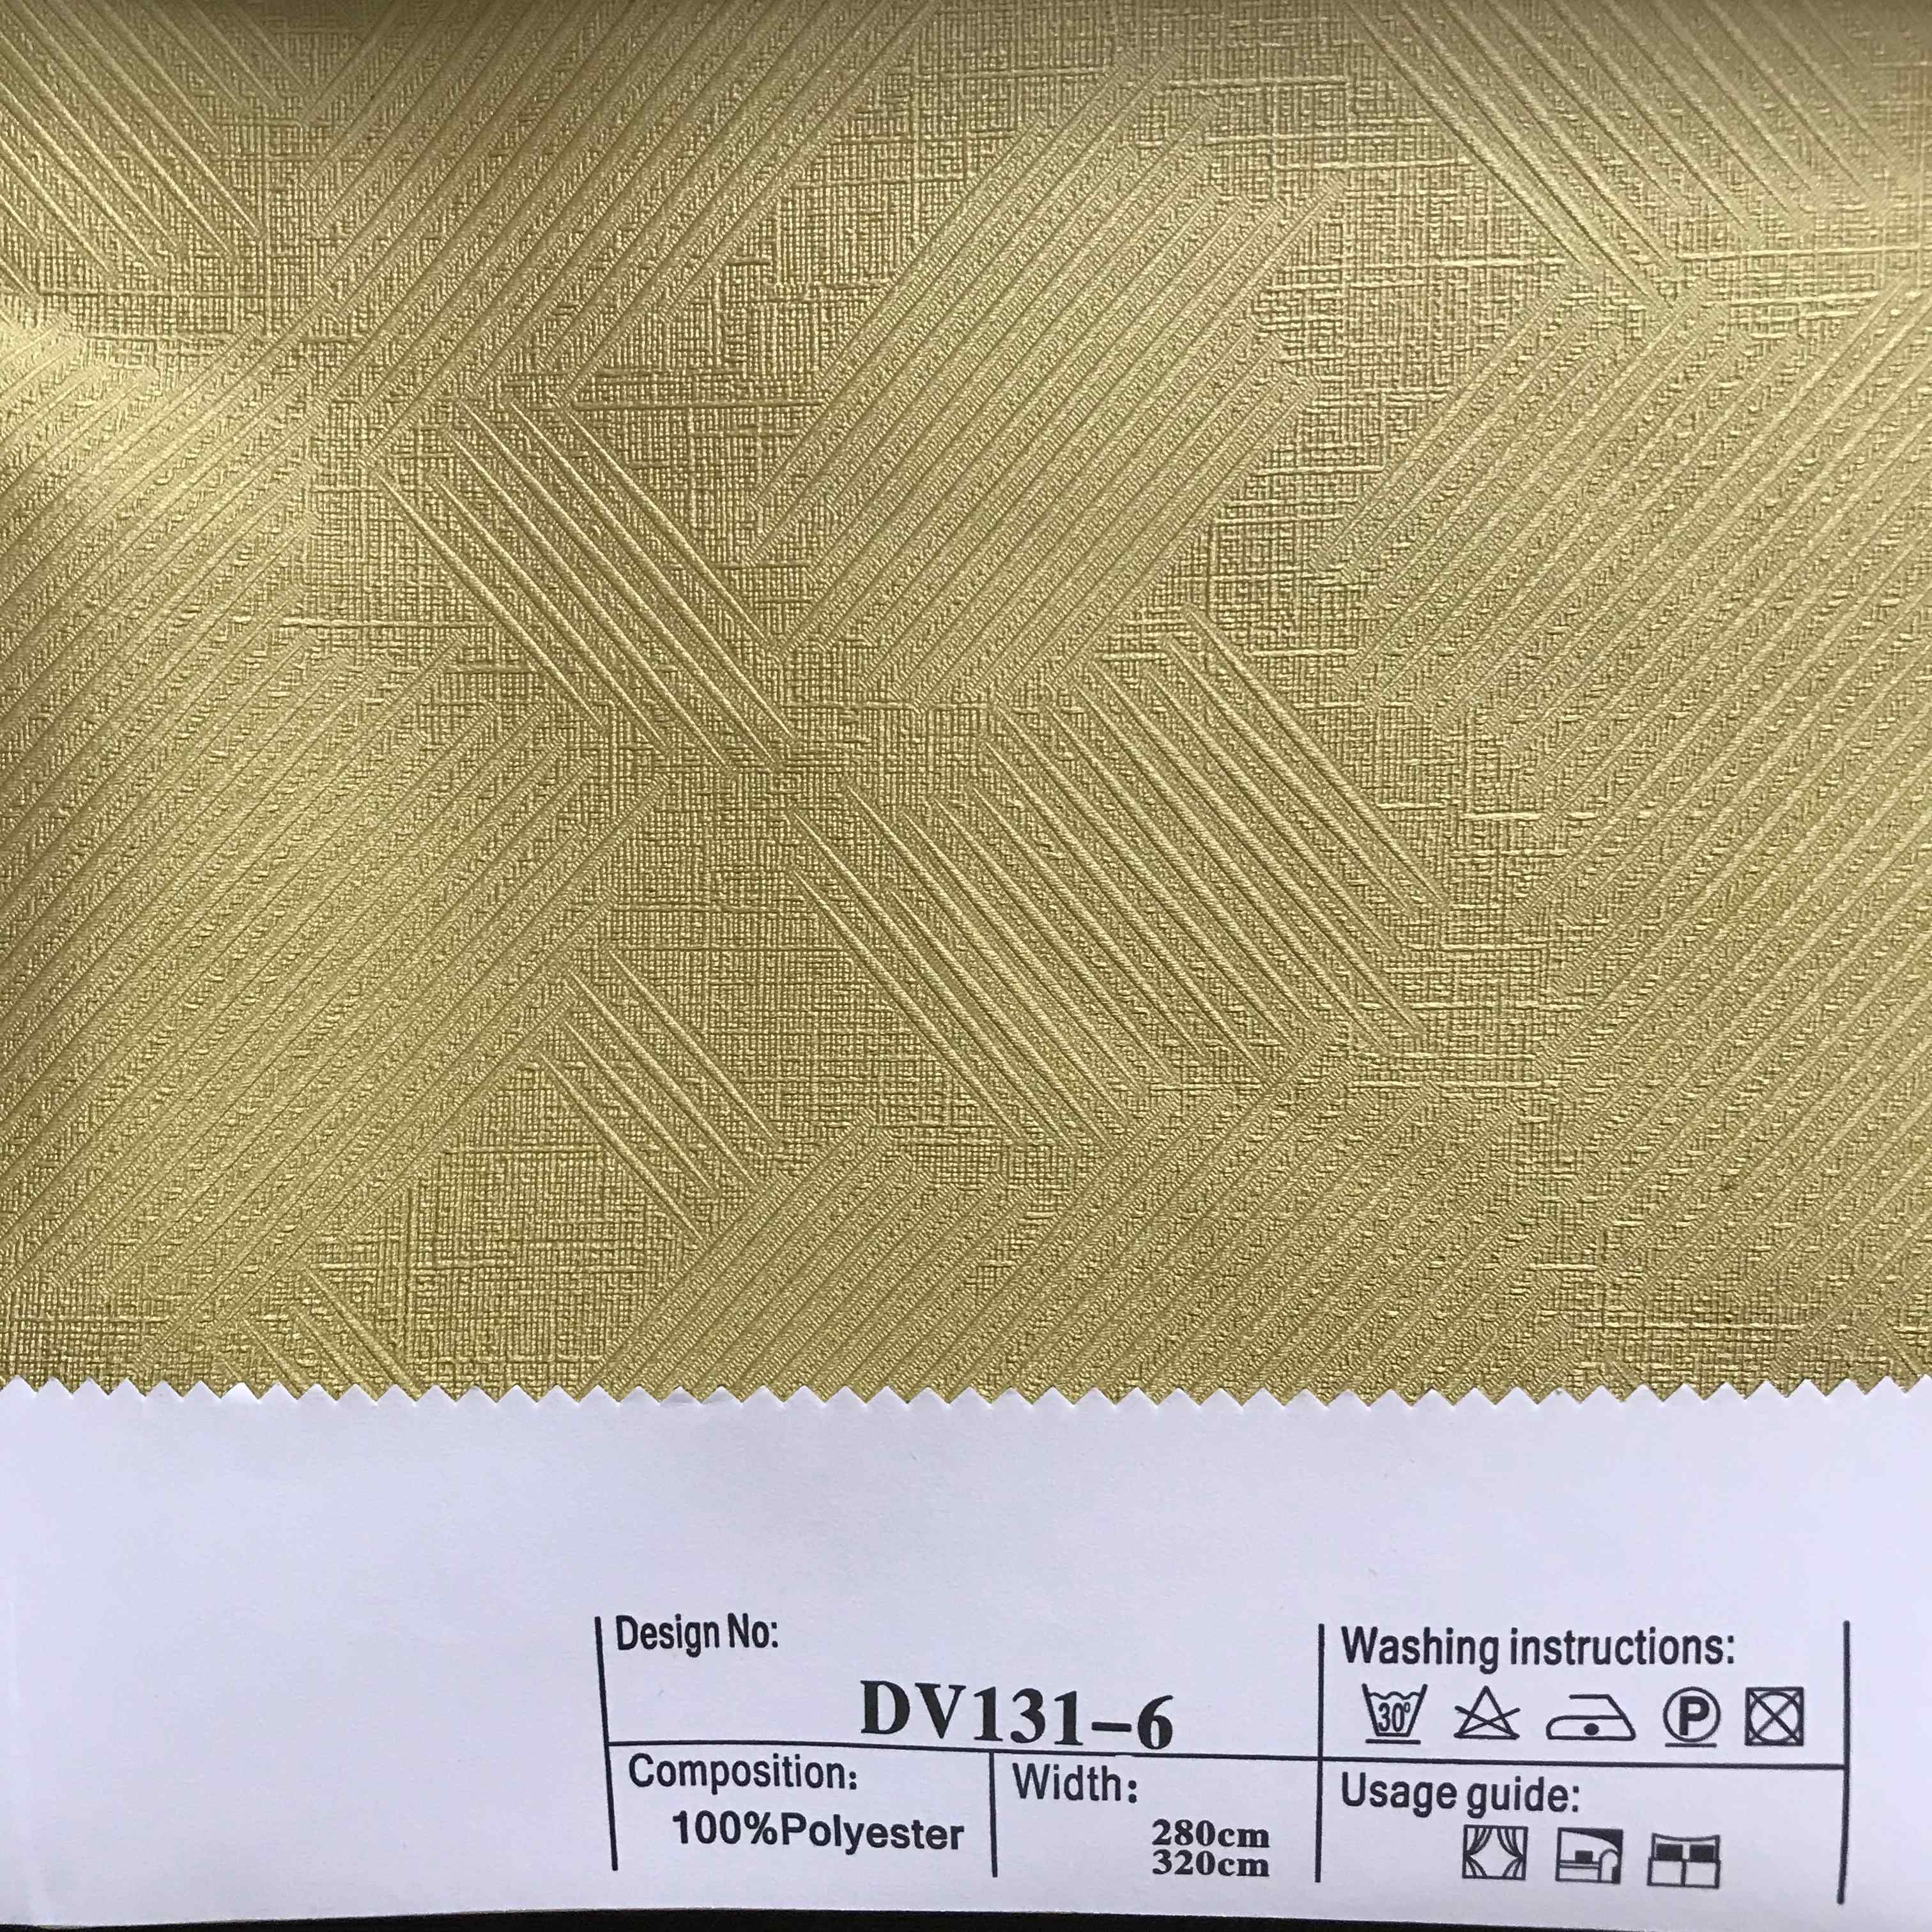 Design No:
DV131-6
Composition:
100%Polyester
Width:
280cm
320cm
Washing instructions:
30°
P
Usage guide: